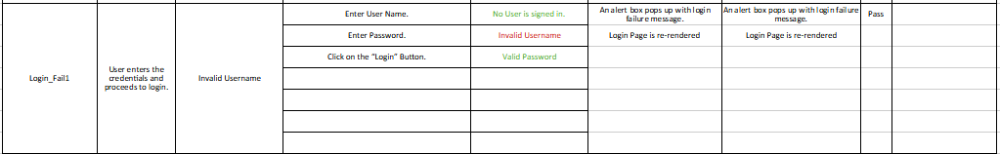 Login_Fail1
User enters the
credentials and
proceeds to login.
Invalid Username
Enter User Name.
Enter Password.
Click on the "Login" Button.
No User is signed in.
Invalid Username
Valid Password
An alert box pops up with login
failure message.
Login Page is re-rendered
An alert box pops up with login failure
message.
Login Page is re-rendered
Pass